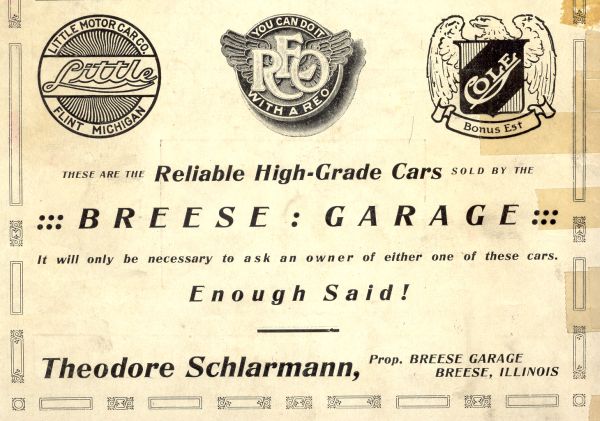 LITTLE MOTOR CAR CO.
Little
FLINT MICHIGAN
YOU CAN DO IT
REO
WITH A REO
COLE
Bonus Est
THESE ARE THE Reliable High-Grade Cars SOLD BY THE
::: BREESE : GARAGE :::
It will only be necessary to ask an owner of either one of these cars.
Enough Said!
Theodore Schlarmann, Prop. BREESE GARAGE
BREESE, ILLINOIS